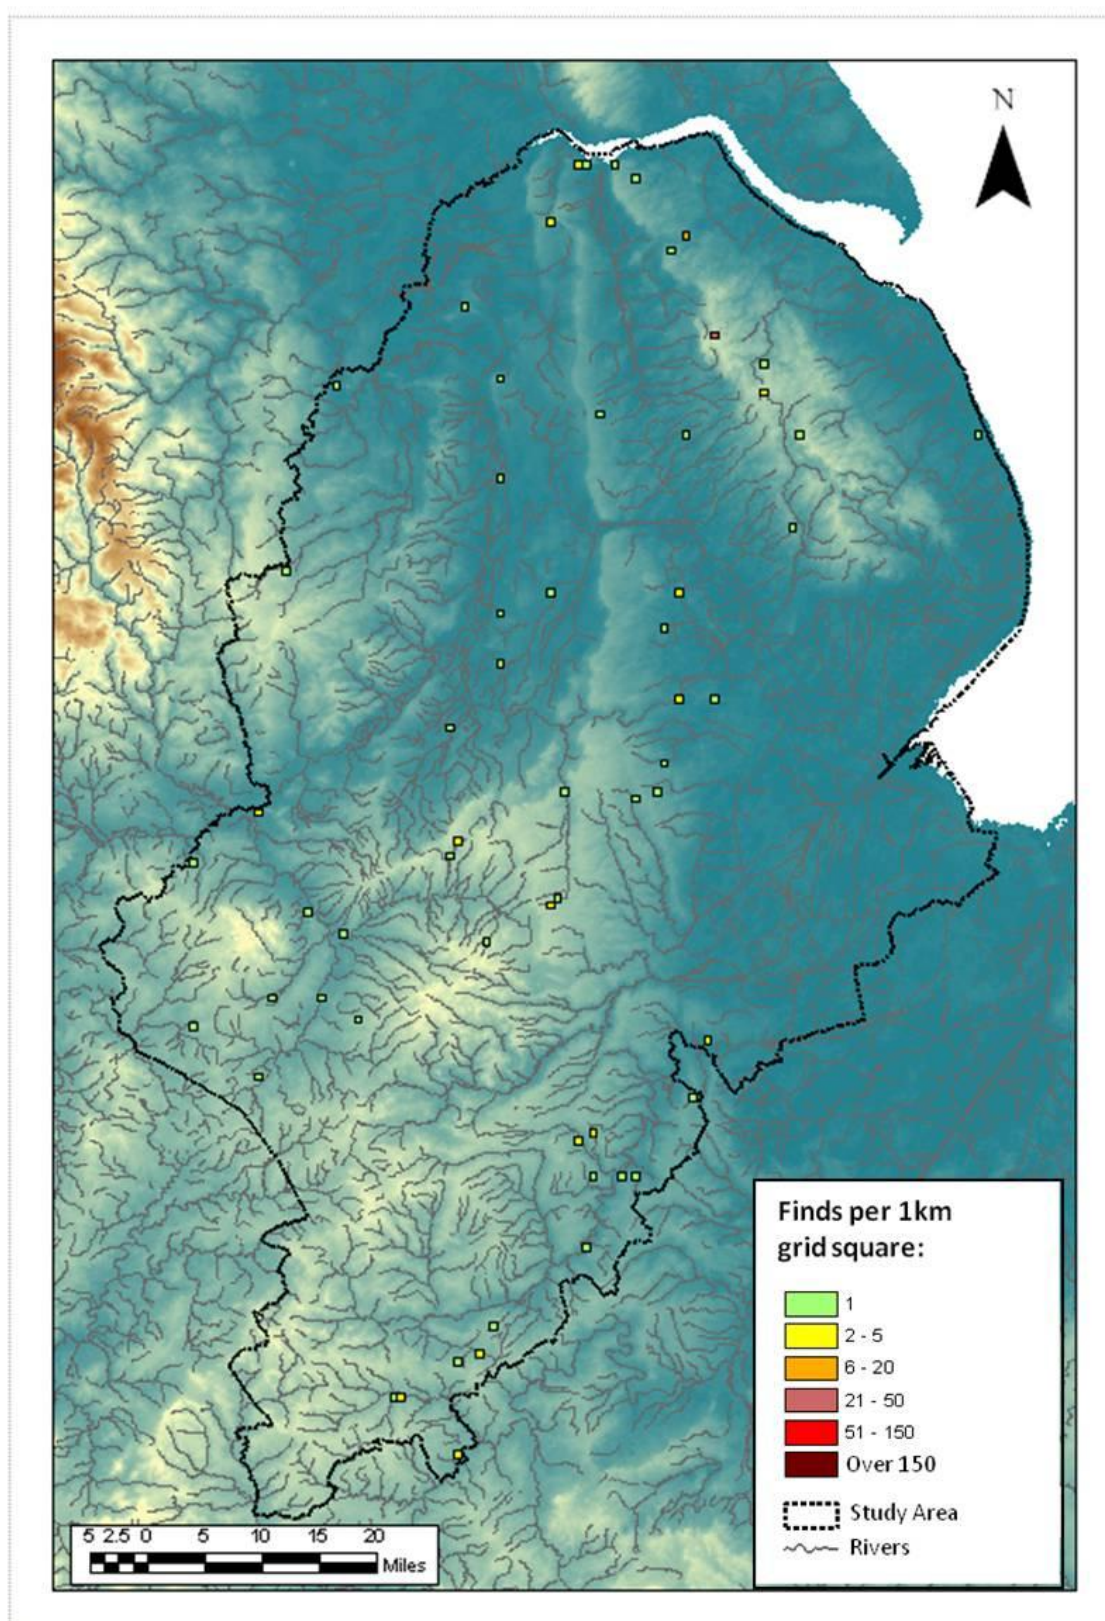 N
Finds per 1km
grid square:
1
2 - 5
6 - 20
21 - 50
51 - 150
Over 150
Study Area
Rivers
5 2.5 0 5 10 15 20
Miles